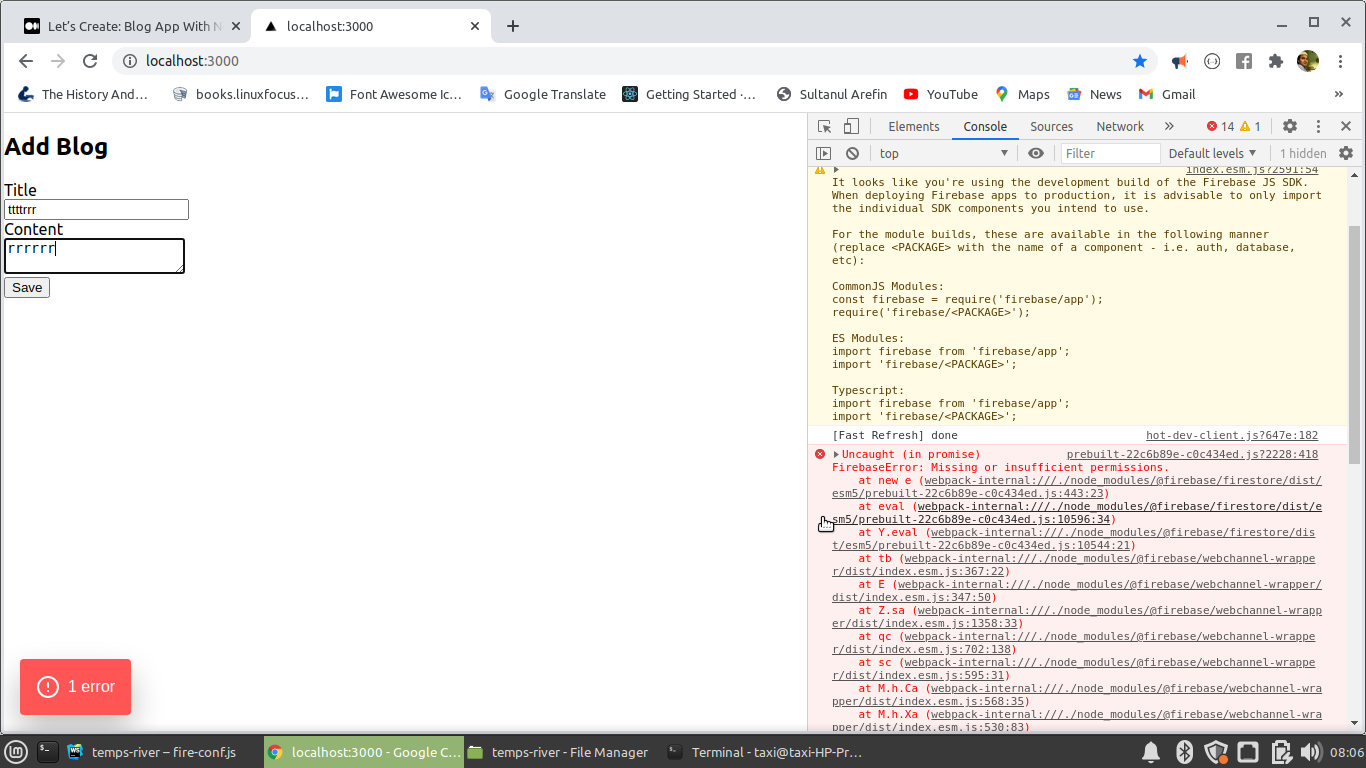 Let's Create: Blog App With N
localhost:3000
localhost:3000
The History And…
books.linuxfocus…
Font Awesome Ic…
Google Translate
Getting Started ·…
Sultanul Arefin
YouTube
Maps
News
Gmail
»
Add Blog
Title
ttttrrr
Content
rrrrrr
Save
1 error
Elements
Console
Sources
Network
»
14
1
top
Filter
Default levels
1 hidden
index.esm.js?2591:54
It looks like you're using the development build of the Firebase JS SDK.
When deploying Firebase apps to production, it is advisable to only import
the individual SDK components you intend to use.
For the module builds, these are available in the following manner
(replace <PACKAGE> with the name of a component - i.e. auth, database,
etc):
CommonJS Modules:
const firebase = require('firebase/app');
require('firebase/<PACKAGE>');
ES Modules:
import firebase from 'firebase/app';
import 'firebase/<PACKAGE>';
Typescript:
import firebase from 'firebase/app';
import 'firebase/<PACKAGE>';
[Fast Refresh] done hot-dev-client.js?647e:182
Uncaught (in promise) prebuilt-22c6b89e-c0c434ed.js?2228:418
FirebaseError: Missing or insufficient permissions.
at new e (webpack-internal:///./node_modules/@firebase/firestore/dist/
esm5/prebuilt-22c6b89e-c0c434ed.js:443:23)
at eval (webpack-internal:///./node_modules/@firebase/firestore/dist/e
sm5/prebuilt-22c6b89e-c0c434ed.js:10596:34)
at Y.eval (webpack-internal:///./node_modules/@firebase/firestore/dis
t/esm5/prebuilt-22c6b89e-c0c434ed.js:10544:21)
at tb (webpack-internal:///./node_modules/@firebase/webchannel-wrappe
r/dist/index.esm.js:367:22)
at E (webpack-internal:///./node_modules/@firebase/webchannel-wrapper/
dist/index.esm.js:347:50)
at Z.sa (webpack-internal:///./node_modules/@firebase/webchannel-wrapp
er/dist/index.esm.js:1358:33)
at qc (webpack-internal:///./node_modules/@firebase/webchannel-wrappe
r/dist/index.esm.js:702:138)
at sc (webpack-internal:///./node_modules/@firebase/webchannel-wrappe
r/dist/index.esm.js:595:31)
at M.h.Ca (webpack-internal:///./node_modules/@firebase/webchannel-wra
pper/dist/index.esm.js:568:35)
at M.h.Xa (webpack-internal:///./node_modules/@firebase/webchannel-wra
pper/dist/index.esm.js:530:83)
temps-river – fire-conf.js
localhost:3000 - Google C…
temps-river - File Manager
Terminal - taxi@taxi-HP-Pr…
08:06